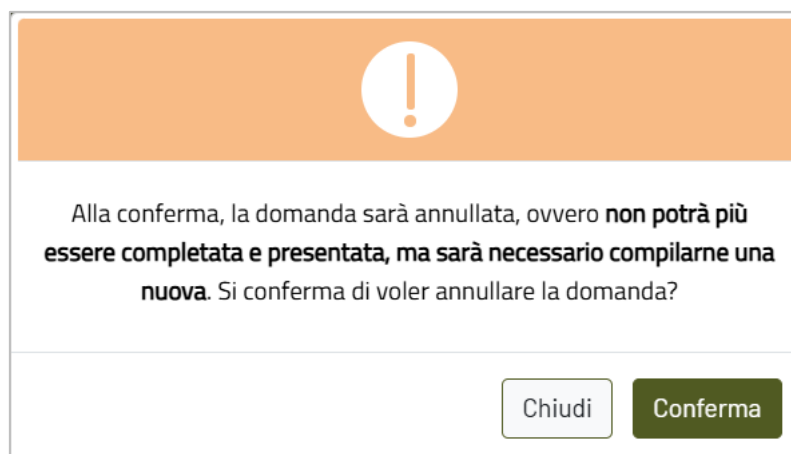 Alla conferma, la domanda sarà annullata, ovvero non potrà più
essere completata e presentata, ma sarà necessario compilarne una
nuova. Si conferma di voler annullare la domanda?
Chiudi
Conferma